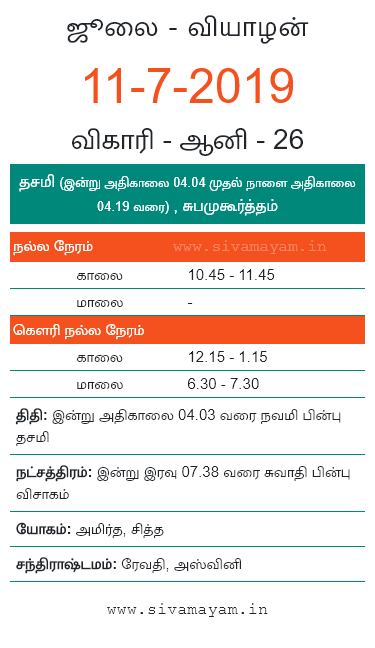 ஜூலை - வியாழன்
11-7-2019
விகாரி - ஆனி - 26
தசமி (இன்று அதிகாலை 04.04 முதல் நாளை அதிகாலை
04.19 வரை) , சுபமுகூர்த்தம்
நல்ல நேரம் www.sivamayam.in
காலை 10.45 - 11.45
மாலை -
கௌரி நல்ல நேரம்
காலை 12.15 - 1.15
மாலை 6.30 - 7.30
திதி: இன்று அதிகாலை 04.03 வரை நவமி பின்பு
தசமி
நட்சத்திரம்: இன்று இரவு 07.38 வரை சுவாதி பின்பு
விசாகம்
யோகம்: அமிர்த, சித்த
சந்திராஷ்டமம்: ரேவதி, அஸ்வினி
www.sivamayam.in